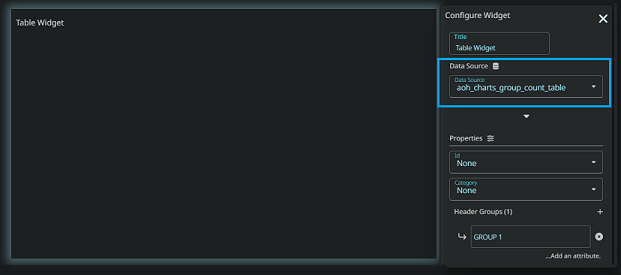 Table Widget
Configure Widget
Title
Table Widget
Data Source
Data Source
aoh_charts_group_count_table
Properties
Id
None
Category
None
Header Groups (1)
GROUP 1
...Add an attribute.